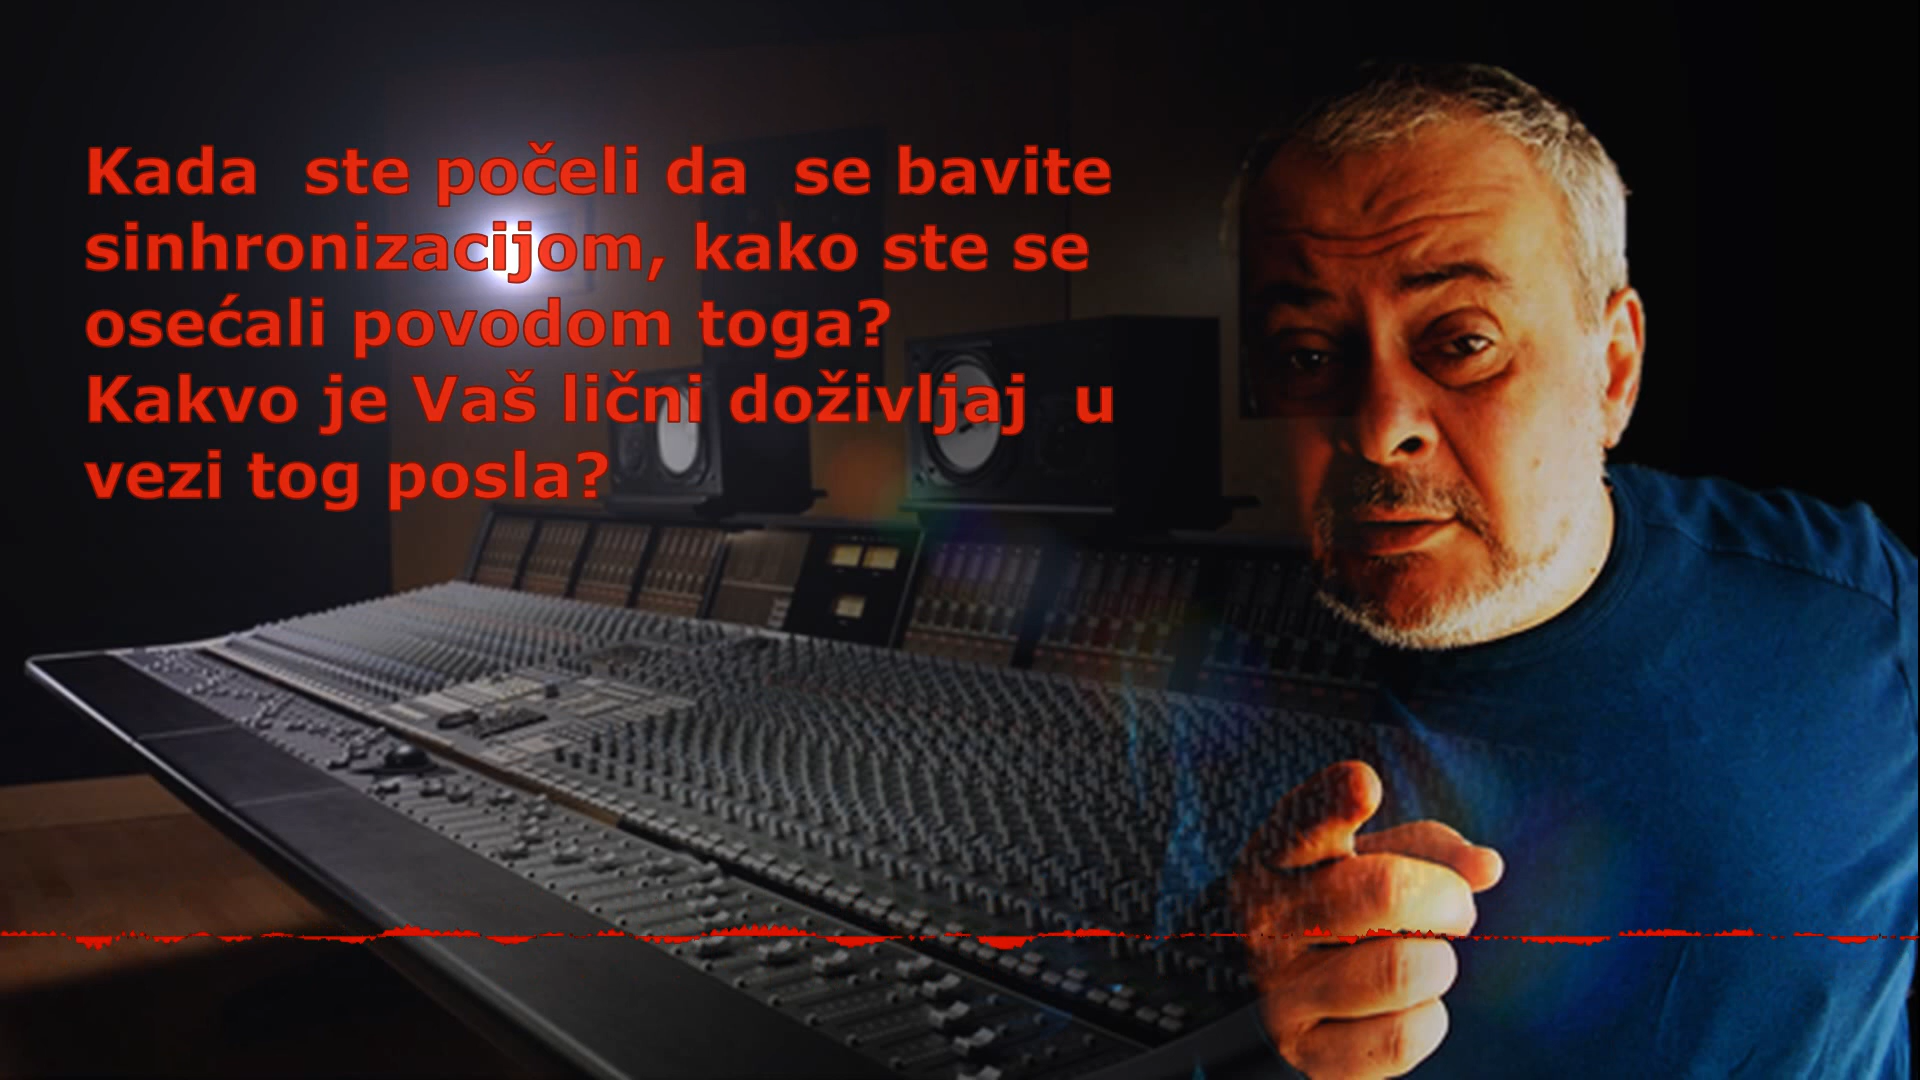 Kada ste počeli da se bavite
sinhronizacijom, kako ste se
osećali povodom toga?
Kakvo je Vaš lični doživljaj u
vezi tog posla?